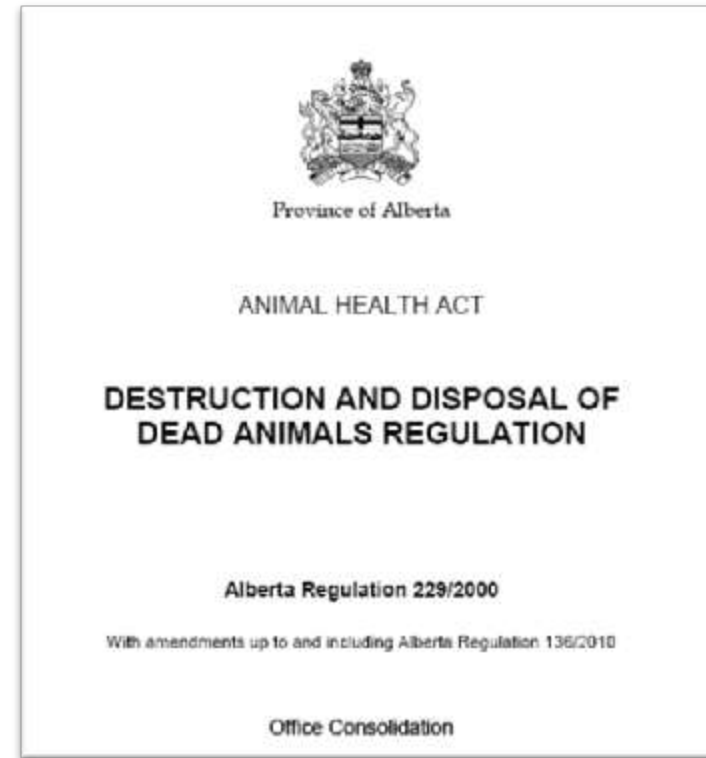 Province of Alberta
ANIMAL HEALTH ACT
DESTRUCTION AND DISPOSAL OF
DEAD ANIMALS REGULATION
Alberta Regulation 229/2000
With amendments up to and including Alberta Regulation 136/2010
Office Consolidation